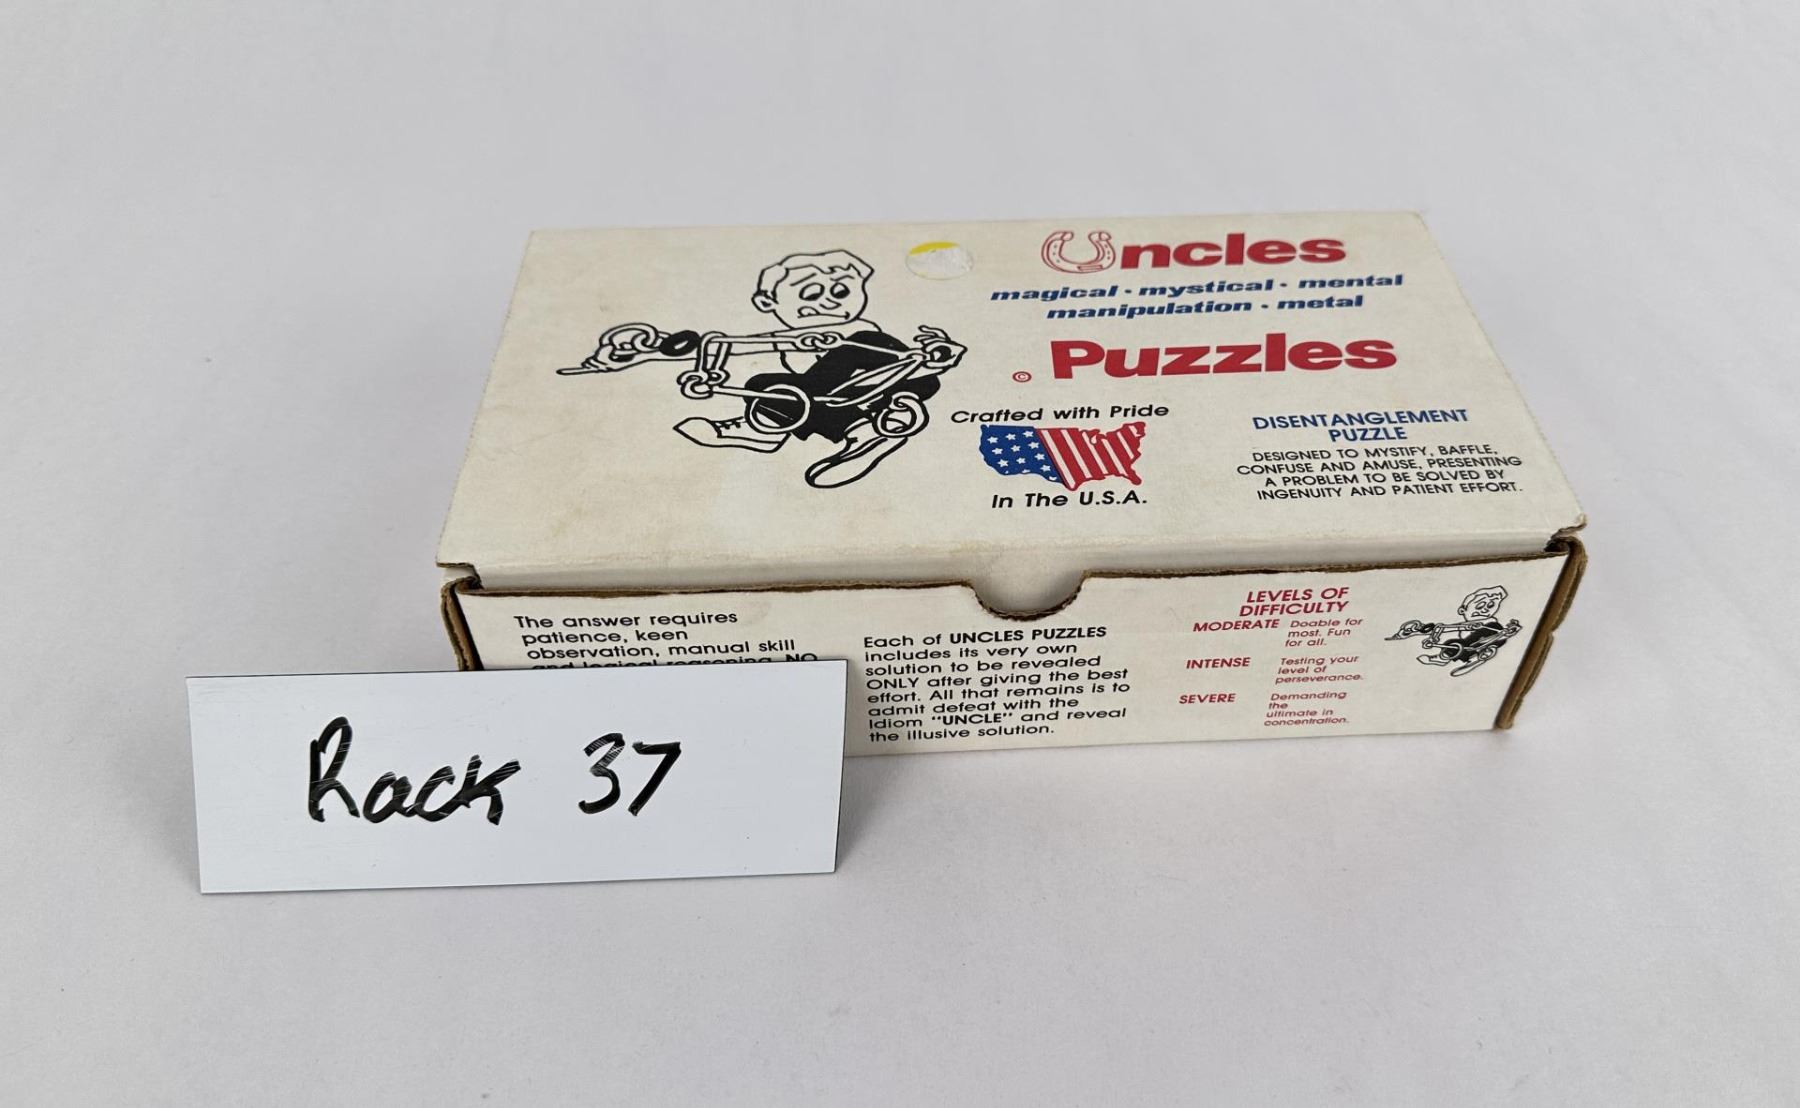 Uncles
magical · mystical · mental
manipulation · metal
© Puzzles
Crafted with Pride
In The U.S.A.
DISENTANGLEMENT
PUZZLE
DESIGNED TO MYSTIFY, BAFFLE,
CONFUSE AND AMUSE, PRESENTING
A PROBLEM TO BE SOLVED BY
INGENUITY AND PATIENT EFFORT.
The answer requires
patience, keen
observation, manual skill
and logical reasoning. NO
Each of UNCLES PUZZLES
includes its very own
solution to be revealed
ONLY after giving the best
effort. All that remains is to
admit defeat with the
Idiom "UNCLE" and reveal
the illusive solution.
LEVELS OF
DIFFICULTY
MODERATE Doable for
most. Fun
for all.
INTENSE Testing your
level of
perseverance.
SEVERE Demanding
the
ultimate in
concentration.
Rack 37